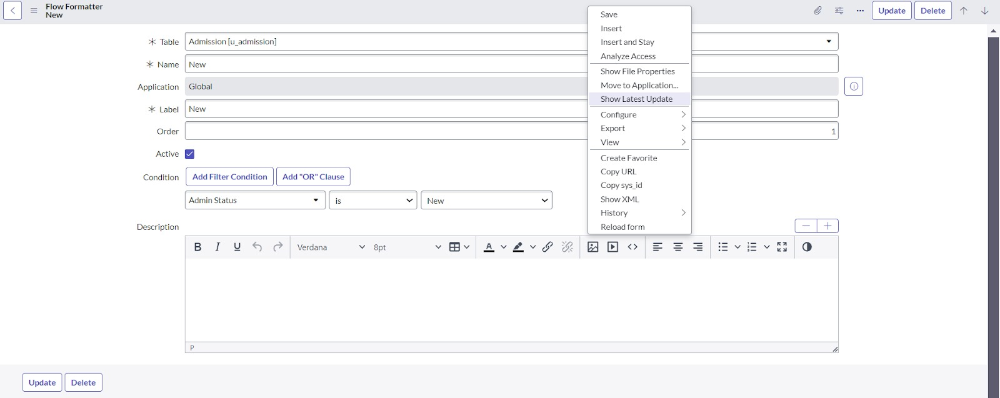 Flow Formatter
New
Update
Delete
Table
Admission [u_admission]
Name
New
Application
Global
Label
New
Order
1
Active
Condition
Add Filter Condition
Add "OR" Clause
Admin Status
is
New
Description
Save
Insert
Insert and Stay
Analyze Access
Show File Properties
Move to Application...
Show Latest Update
Configure
Export
View
Create Favorite
Copy URL
Copy sys_id
Show XML
History
Reload form
B I U
Verdana
8pt
A
P
Update
Delete